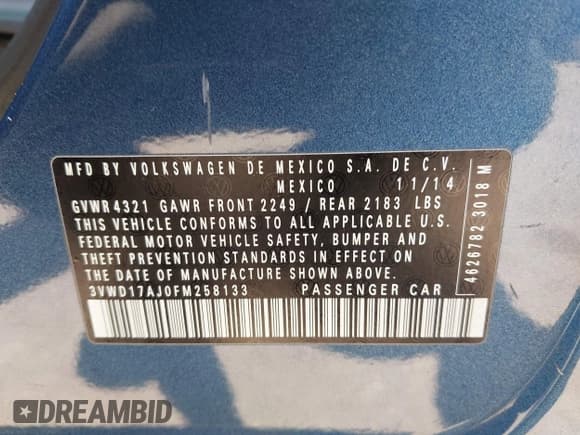 MFD BY VOLKSWAGEN DE MEXICO S.A. DE C.V.
MEXICO 11/14
GVWR 4321 GAWR FRONT 2249 / REAR 2183 LBS
THIS VEHICLE CONFORMS TO ALL APPLICABLE U.S.
FEDERAL MOTOR VEHICLE SAFETY, BUMPER AND
THEFT PREVENTION STANDARDS IN EFFECT ON
THE DATE OF MANUFACTURE SHOWN ABOVE.
3VWD17AJ0FM258133 PASSENGER CAR
4626782 3018 M
DREAMBID